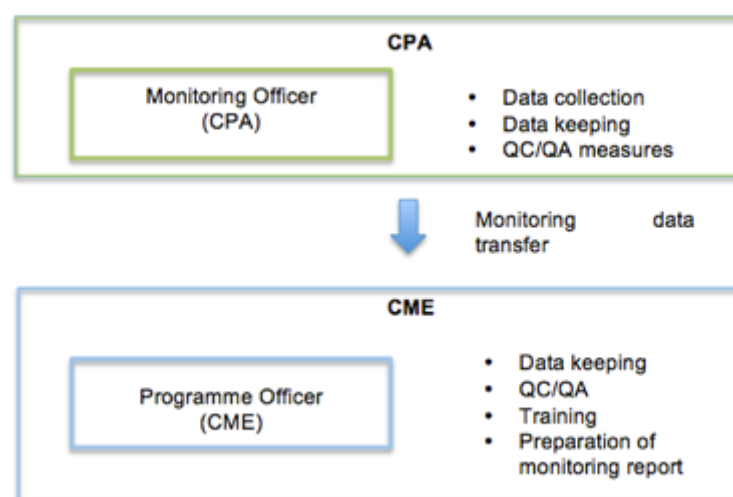 CPA
Monitoring Officer
(CPA)
• Data collection
• Data keeping
• QC/QA measures
Monitoring data
transfer
CME
Programme Officer
(CME)
• Data keeping
• QC/QA
• Training
• Preparation of
monitoring report